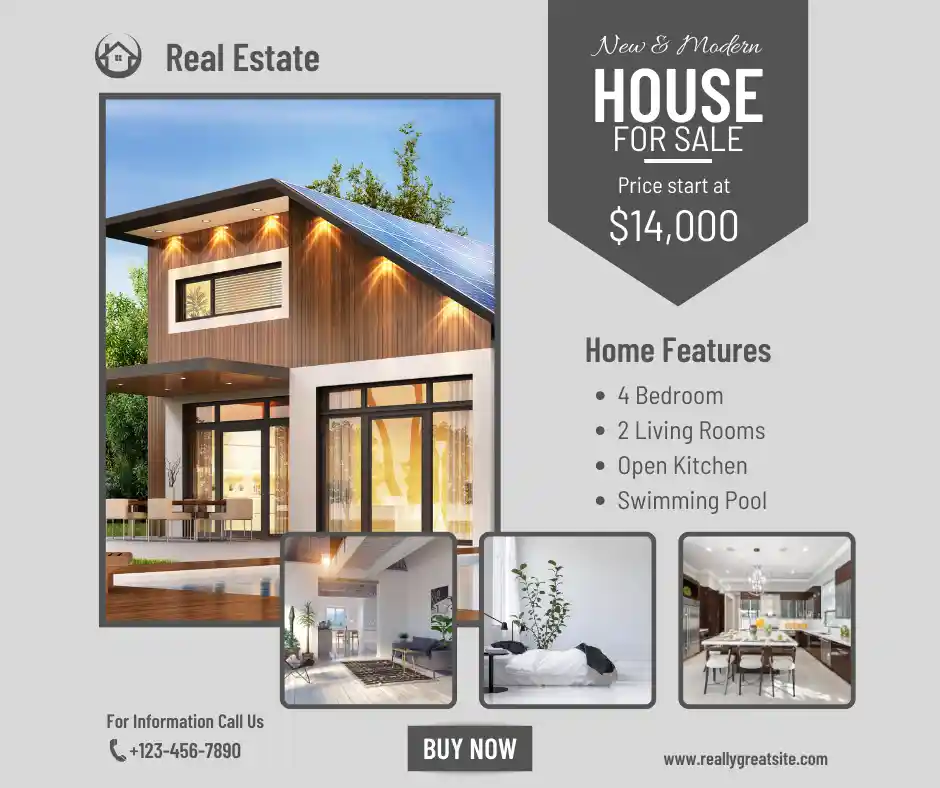 Real Estate
New & Modern
HOUSE
FOR SALE
Price start at
$14,000
Home Features
• 4 Bedroom
• 2 Living Rooms
• Open Kitchen
• Swimming Pool
For Information Call Us
+123-456-7890
BUY NOW
www.reallygreatsite.com